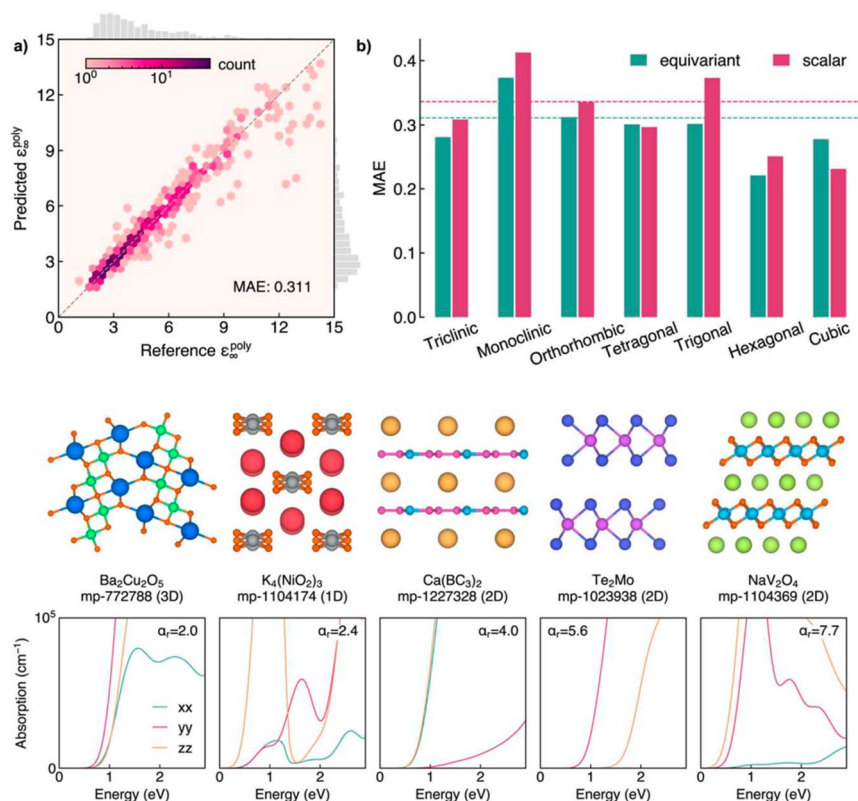 a)
15
12
9
6
3
0
Predicted ε∞^poly
10⁰ 10¹ count
MAE: 0.311
0 3 6 9 12 15
Reference ε∞^poly
b)
equivariant scalar
0.4
0.3
0.2
0.1
0.0
MAE
Triclinic Monoclinic Orthorhombic Tetragonal Trigonal Hexagonal Cubic
Ba₂Cu₂O₅ K₄(NiO₂)₃ Ca(BC₃)₂ Te₂Mo NaV₂O₄
mp-772788 (3D) mp-1104174 (1D) mp-1227328 (2D) mp-1023938 (2D) mp-1104369 (2D)
10⁵
αᵣ=2.0 αᵣ=2.4 αᵣ=4.0 αᵣ=5.6 αᵣ=7.7
Absorption (cm⁻¹)
xx
yy
zz
0
0 1 2 0 1 2 0 1 2 0 1 2 0 1 2
Energy (eV) Energy (eV) Energy (eV) Energy (eV) Energy (eV)